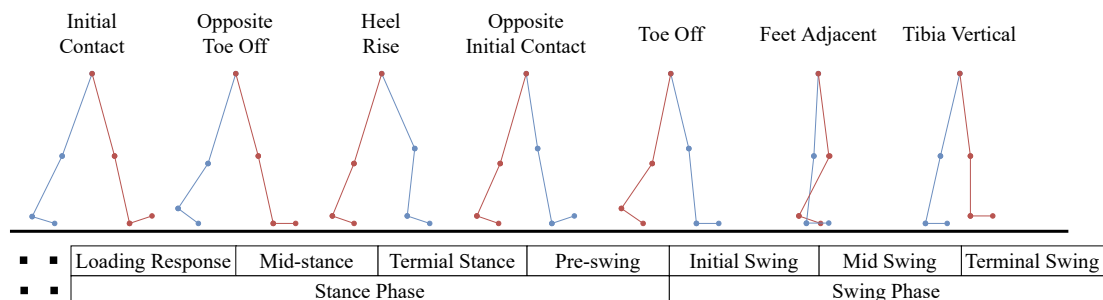 Initial
Contact
Opposite
Toe Off
Heel
Rise
Opposite
Initial Contact
Toe Off
Feet Adjacent
Tibia Vertical
Loading Response
Mid-stance
Termial Stance
Pre-swing
Initial Swing
Mid Swing
Terminal Swing
Stance Phase
Swing Phase